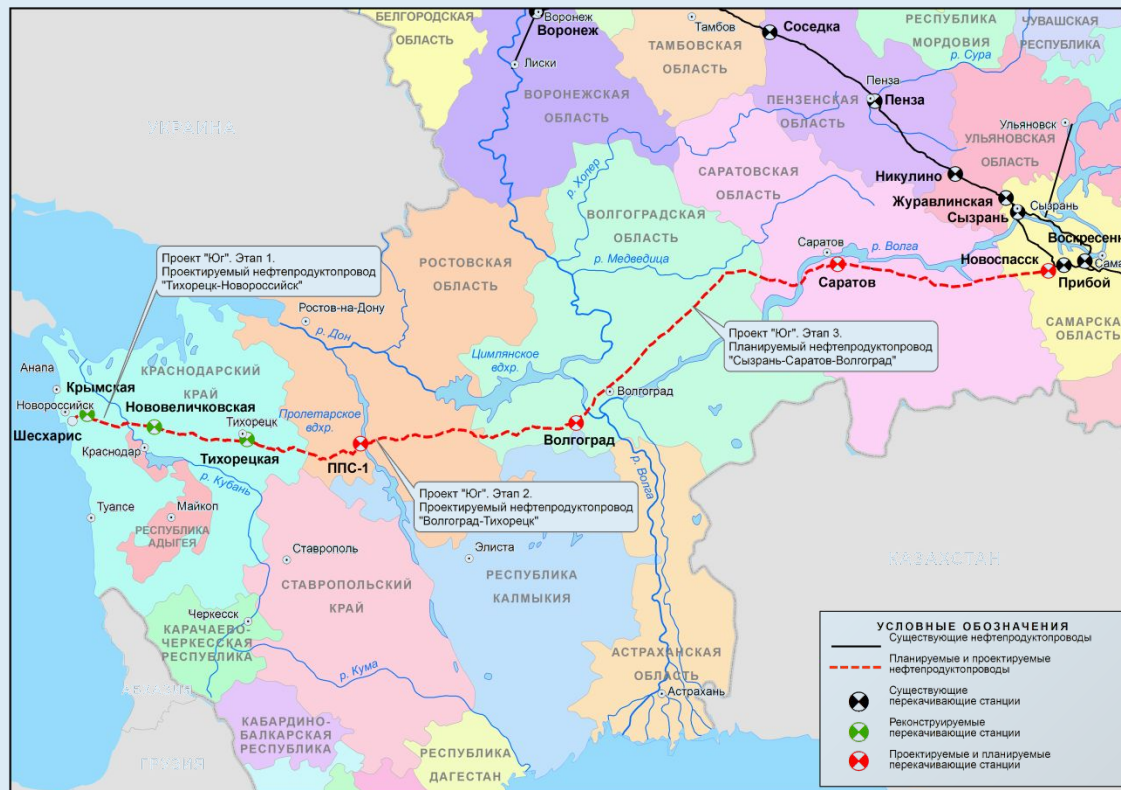 БЕЛГОРОДСКАЯ
ОБЛАСТЬ
Воронеж
Воронеж
Лиски
ВОРОНЕЖСКАЯ
ОБЛАСТЬ
Тамбов
ТАМБОВСКАЯ
ОБЛАСТЬ
Соседка
РЕСПУБЛИКА
МОРДОВИЯ
р. Сура
ЧУВАШСКАЯ
РЕСПУБЛИКА
Пенза
Пенза
ПЕНЗЕНСКАЯ
ОБЛАСТЬ
Ульяновск
УЛЬЯНОВСКАЯ
ОБЛАСТЬ
УКРАИНА
р. Хопер
САРАТОВСКАЯ
ОБЛАСТЬ
Никулино
Журавлинская
Сызрань
Сызрань
ВОЛГОГРАДСКАЯ
ОБЛАСТЬ
р. Медведица
Саратов
р. Волга
Саратов
Новоспасск
Прибой
САМАРСКАЯ
ОБЛАСТЬ
Проект "Юг". Этап 1.
Проектируемый нефтепродуктопровод
"Тихорецк-Новороссийск"
РОСТОВСКАЯ
ОБЛАСТЬ
Ростов-на-Дону
р. Дон
Цимлянское
вдхр.
Проект "Юг". Этап 3.
Планируемый нефтепродуктопровод
"Сызрань-Саратов-Волгоград"
Анапа
Крымская
КРАСНОДАРСКИЙ
КРАЙ
Новороссийск
Нововеличковская
Шесхарис
Краснодар
Тихорецк
Тихорецкая
Пролетарское
вдхр.
ППС-1
Волгоград
Волгоград
р. Волга
р. Кубань
Проект "Юг". Этап 2.
Проектируемый нефтепродуктопровод
"Волгоград-Тихорецк"
Туапсе
Майкоп
РЕСПУБЛИКА
АДЫГЕЯ
Ставрополь
СТАВРОПОЛЬСКИЙ
КРАЙ
Элиста
РЕСПУБЛИКА
КАЛМЫКИЯ
КАЗАХСТАН
Черкесск
КАРАЧАЕВО-
ЧЕРКЕССКАЯ
РЕСПУБЛИКА
р. Кума
АСТРАХАНСКАЯ
ОБЛАСТЬ
Астрахань
КАБАРДИНО-
БАЛКАРСКАЯ
РЕСПУБЛИКА
РЕСПУБЛИКА
ДАГЕСТАН
ГРУЗИЯ
УСЛОВНЫЕ ОБОЗНАЧЕНИЯ
Существующие нефтепродуктопроводы
Планируемые и проектируемые
нефтепродуктопроводы
Существующие
перекачивающие станции
Реконструируемые
перекачивающие станции
Проектируемые и планируемые
перекачивающие станции